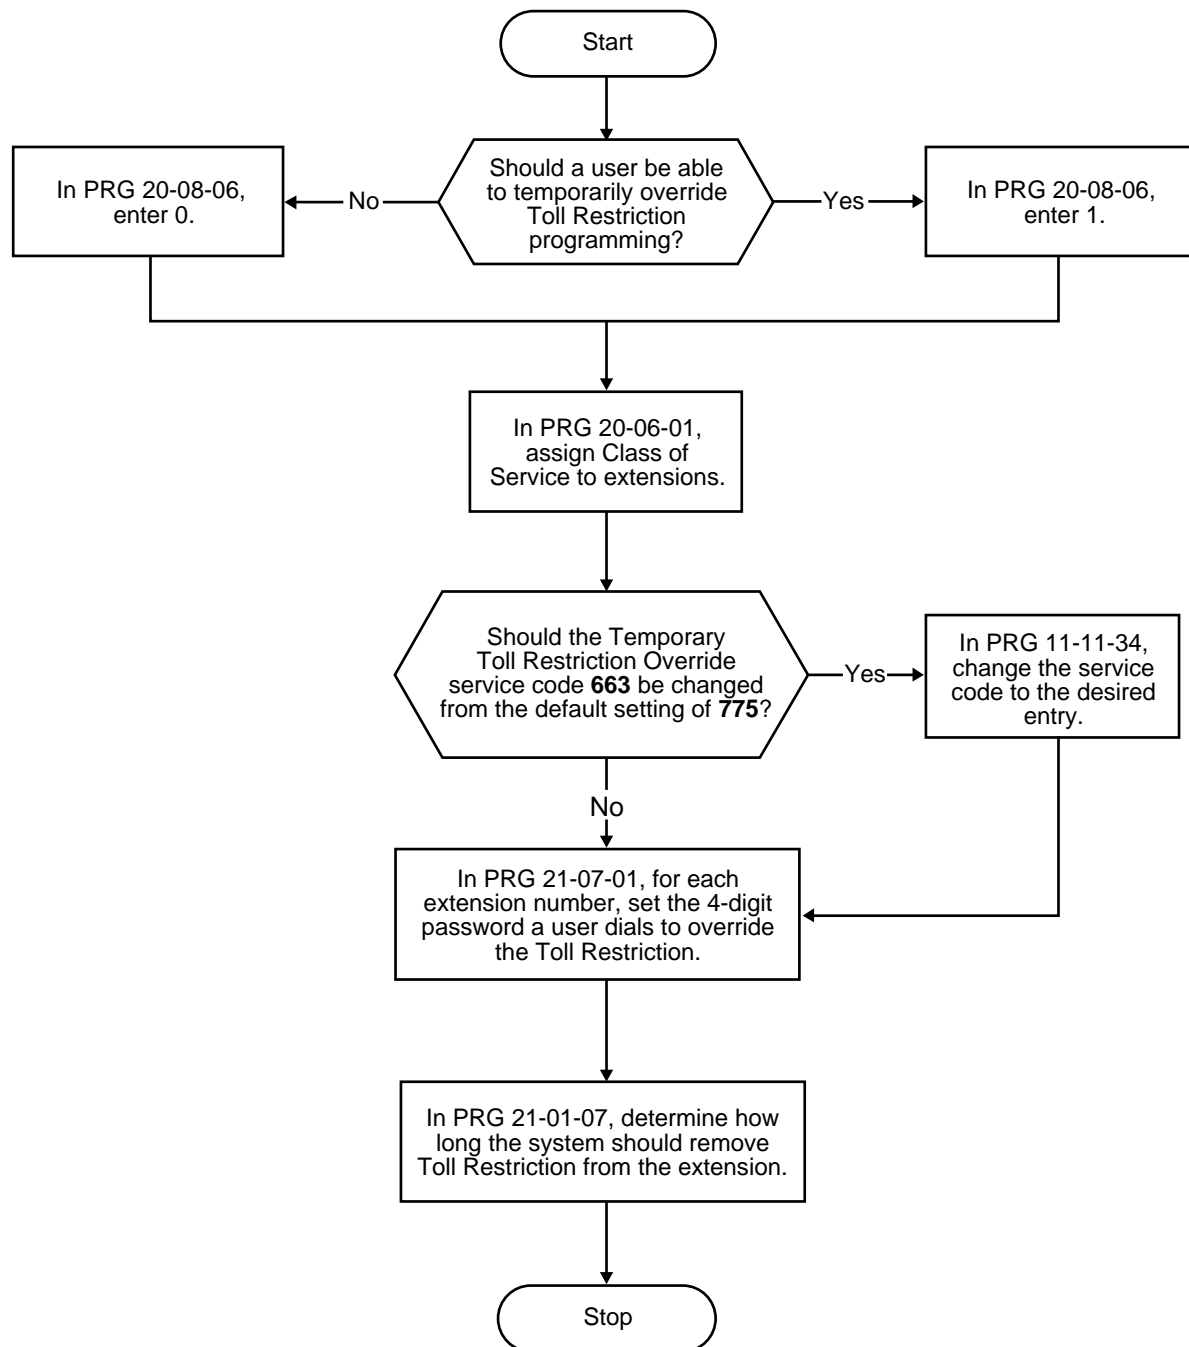 Start
Should a user be able
to temporarily override
Toll Restriction
programming?
No
Yes
In PRG 20-08-06,
enter 0.
In PRG 20-08-06,
enter 1.
In PRG 20-06-01,
assign Class of
Service to extensions.
Should the Temporary
Toll Restriction Override
service code 663 be changed
from the default setting of 775?
Yes
In PRG 11-11-34,
change the service
code to the desired
entry.
No
In PRG 21-07-01, for each
extension number, set the 4-digit
password a user dials to override
the Toll Restriction.
In PRG 21-01-07, determine how
long the system should remove
Toll Restriction from the extension.
Stop